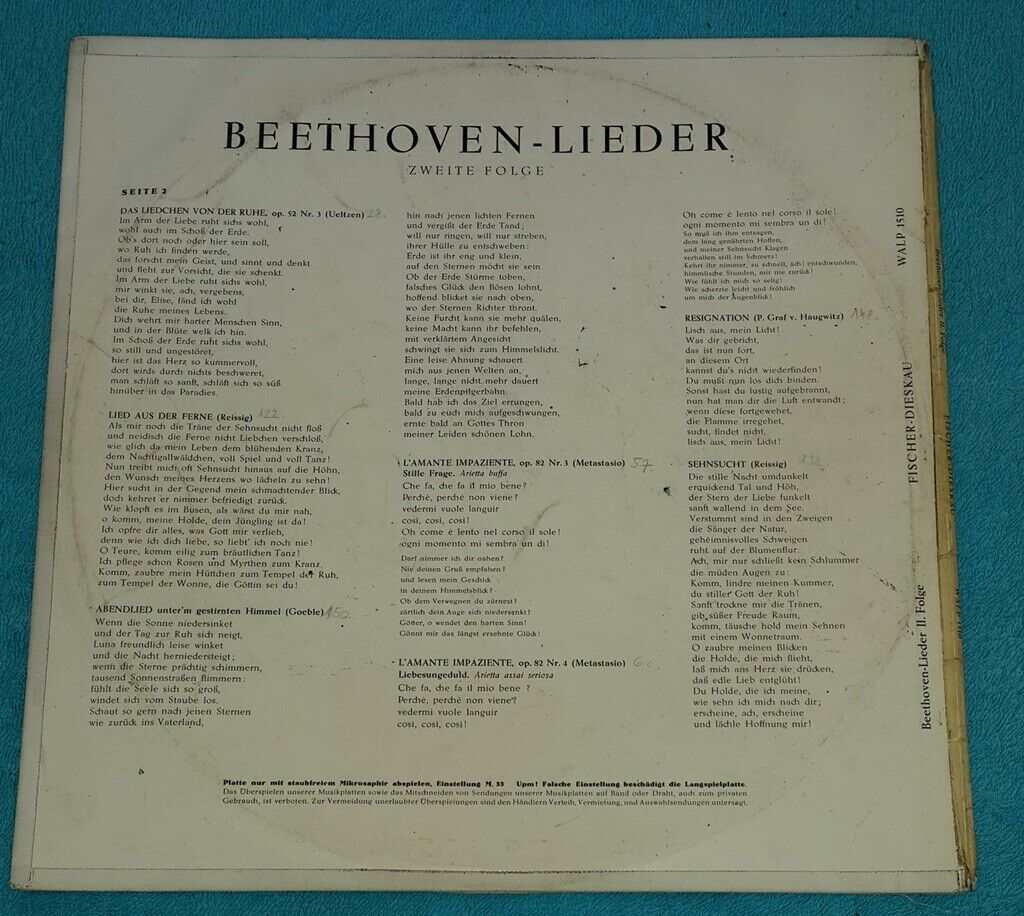 BEETHOVEN-LIEDER
ZWEITE FOLGE
SEITE 2
DAS LIEDCHEN VON DER RUHE, op. 52 Nr. 3 (Ueltzen) 28.
Im Arm der Liebe ruht sichs wohl,
wohl auch im Schoß der Erde.
Ob's dort noch oder hier sein soll,
wo Ruh ich finden werde,
das forscht mein Geist, und sinnt und denkt
und fleht zur Vorsicht, die sie schenkt.
Im Arm der Liebe ruht sichs wohl,
mir winkt sie, ach, vergebens,
bei dir, Elise, fänd ich wohl
die Ruhe meines Lebens.
Dich wehrt mir harter Menschen Sinn,
und in der Blüte welk ich hin.
Im Schoß der Erde ruht sichs wohl,
so still und ungestöret,
hier ist das Herz so kummervoll,
dort wirds durch nichts beschweret,
man schläft so sanft, schläft sich so süß
hinüber in das Paradies.
LIED AUS DER FERNE (Reissig) 122
Als mir noch die Träne der Sehnsucht nicht floß
und neidisch die Ferne nicht Liebchen verschloß,
wie glich da mein Leben dem blühenden Kranz,
dem Nachtigallwäldchen, voll Spiel und voll Tanz!
Nun treibt mich oft Sehnsucht hinaus auf die Höhn,
den Wunsch meines Herzens wo lächeln zu sehn!
Hier sucht in der Gegend mein schmachtender Blick,
doch kehret er nimmer befriedigt zurück.
Wie klopft es im Busen, als wärst du mir nah,
o komm, meine Holde, dein Jüngling ist da!
Ich opfre dir alles, was Gott mir verlieh,
denn wie ich dich liebe, so liebt' ich noch nie!
O Teure, komm eilig zum bräutlichen Tanz!
Ich pflege schon Rosen und Myrthen zum Kranz.
Komm, zaubre mein Hüttchen zum Tempel der Ruh,
zum Tempel der Wonne, die Göttin sei du!
ABENDLIED unter'm gestirnten Himmel (Goeble) 150.
Wenn die Sonne niedersinket
und der Tag zur Ruh sich neigt,
Luna freundlich leise winket
und die Nacht herniedersteigt;
wenn die Sterne prächtig schimmern,
tausend Sonnenstraßen flimmern:
fühlt die Seele sich so groß,
windet sich vom Staube los.
Schaut so gern nach jenen Sternen
wie zurück ins Vaterland,
hin nach jenen lichten Fernen
und vergißt der Erde Tand;
will nur ringen, will nur streben,
ihrer Hülle zu entschweben:
Erde ist ihr eng und klein,
auf den Sternen möcht sie sein.
Ob der Erde Stürme toben,
falsches Glück den Bösen lohnt,
hoffend blicket sie nach oben,
wo der Sternen Richter thront.
Keine Furcht kann sie mehr quälen,
keine Macht kann ihr befehlen,
mit verklärtem Angesicht
schwingt sie sich zum Himmelslicht.
Eine leise Ahnung schauert
mich aus jenen Welten an,
lange, lange nicht mehr dauert
meine Erdenpilgerbahn.
Bald hab ich das Ziel errungen,
bald zu euch mich aufgeschwungen,
ernte bald an Gottes Thron
meiner Leiden schönen Lohn.
L'AMANTE IMPAZIENTE, op. 82 Nr. 3 (Metastasio) 57.
Stille Frage. Arietta buffa
Che fa, che fa il mio bene?
Perchè, perchè non viene?
vedermi vuole languir
cosi, cosi, cosi!
Oh come è lento nel corso il sole!
ogni momento mi sembra un di!
Darf nimmer ich dir nahen?
Nie deinen Gruß empfahen?
und lesen mein Geschick
in deinem Himmelsblick?
Ob dem Verwegnen du zürnest?
zärtlich dein Auge sich niedersenkt?
Götter, o wendet den harten Sinn!
Gönnt mir das längst ersehnte Glück!
L'AMANTE IMPAZIENTE, op. 82 Nr. 4 (Metastasio)
Liebesungeduld. Arietta assai seriosa
Che fa, che fa il mio bene ?
Perchè, perchè non viene?
vedermi vuole languir
cosi, cosi, cosi!
Oh come è lento nel corso il sole!
ogni momento mi sembra un di!
So muß ich ihm entsagen,
dem lang genährten Hoffen,
und meiner Sehnsucht Klagen
verhallen still im Schmerz?
Kehrt ihr nimmer, zu schnell, ach! entschwunden,
himmlische Stunden, mir nie zurück!
Wie fühlt ich mich so selig!
Wie scherzte leicht und fröhlich
um mich der Augenblick!
RESIGNATION (P. Graf v. Haugwitz) 148.
Lisch aus, mein Licht!
Was dir gebricht,
das ist nun fort,
an diesem Ort
kannst du's nicht wiederfinden!
Du mußt nun los dich binden.
Sonst hast du lustig aufgebrannt,
nun hat man dir die Luft entwandt;
wenn diese fortgewehet,
die Flamme irregehet,
sucht, findet nicht,
lisch aus, mein Licht!
SEHNSUCHT (Reissig)
Die stille Nacht umdunkelt
erquickend Tal und Höh,
der Stern der Liebe funkelt
sanft wallend in dem See.
Verstummt sind in den Zweigen
die Sänger der Natur,
geheimnisvolles Schweigen
ruht auf der Blumenflur.
Ach, mir nur schließt kein Schlummer
die müden Augen zu:
Komm, lindre meinen Kummer,
du stiller Gott der Ruh!
Sanft trockne mir die Tränen,
gib süßer Freude Raum,
komm, täusche hold mein Sehnen
mit einem Wonnetraum.
O zaubre meinen Blicken
die Holde, die mich flieht,
laß mich ans Herz sie drücken,
daß edle Lieb entglüht!
Du Holde, die ich meine,
wie sehn ich mich nach dir;
erscheine, ach, erscheine
und lächle Hoffnung mir!
Platte nur mit staubfreiem Mikrosaphir abspielen, Einstellung M, 33 Upm! Falsche Einstellung beschädigt die Langspielplatte.
Das Überspielen unserer Musikplatten sowie das Mitschneiden von Sendungen unserer Musikplatten auf Band oder Draht, auch zum privaten
Gebrauch, ist verboten. Zur Vermeidung unerlaubter Überspielungen sind den Händlern Verleih, Vermietung, und Auswahlsendungen untersagt.
WALP 1510
FISCHER-DIESKAU
Beethoven-Lieder II. Folge